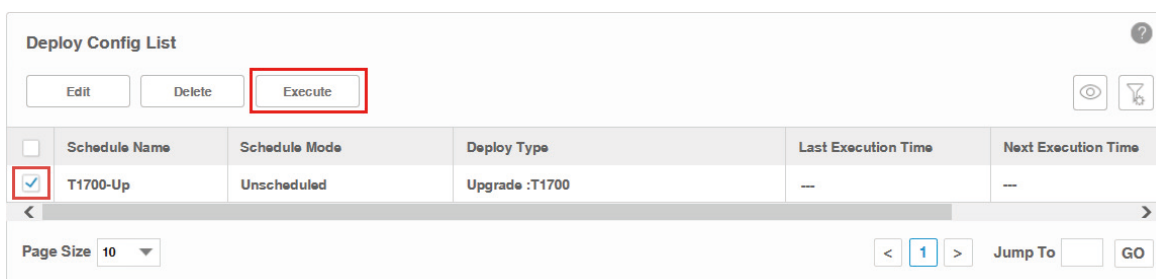 Deploy Config List
?
Edit Delete Execute
Schedule Name Schedule Mode Deploy Type Last Execution Time Next Execution Time
T1700-Up Unscheduled Upgrade :T1700 --- ---
Page Size 10 < 1 > Jump To GO